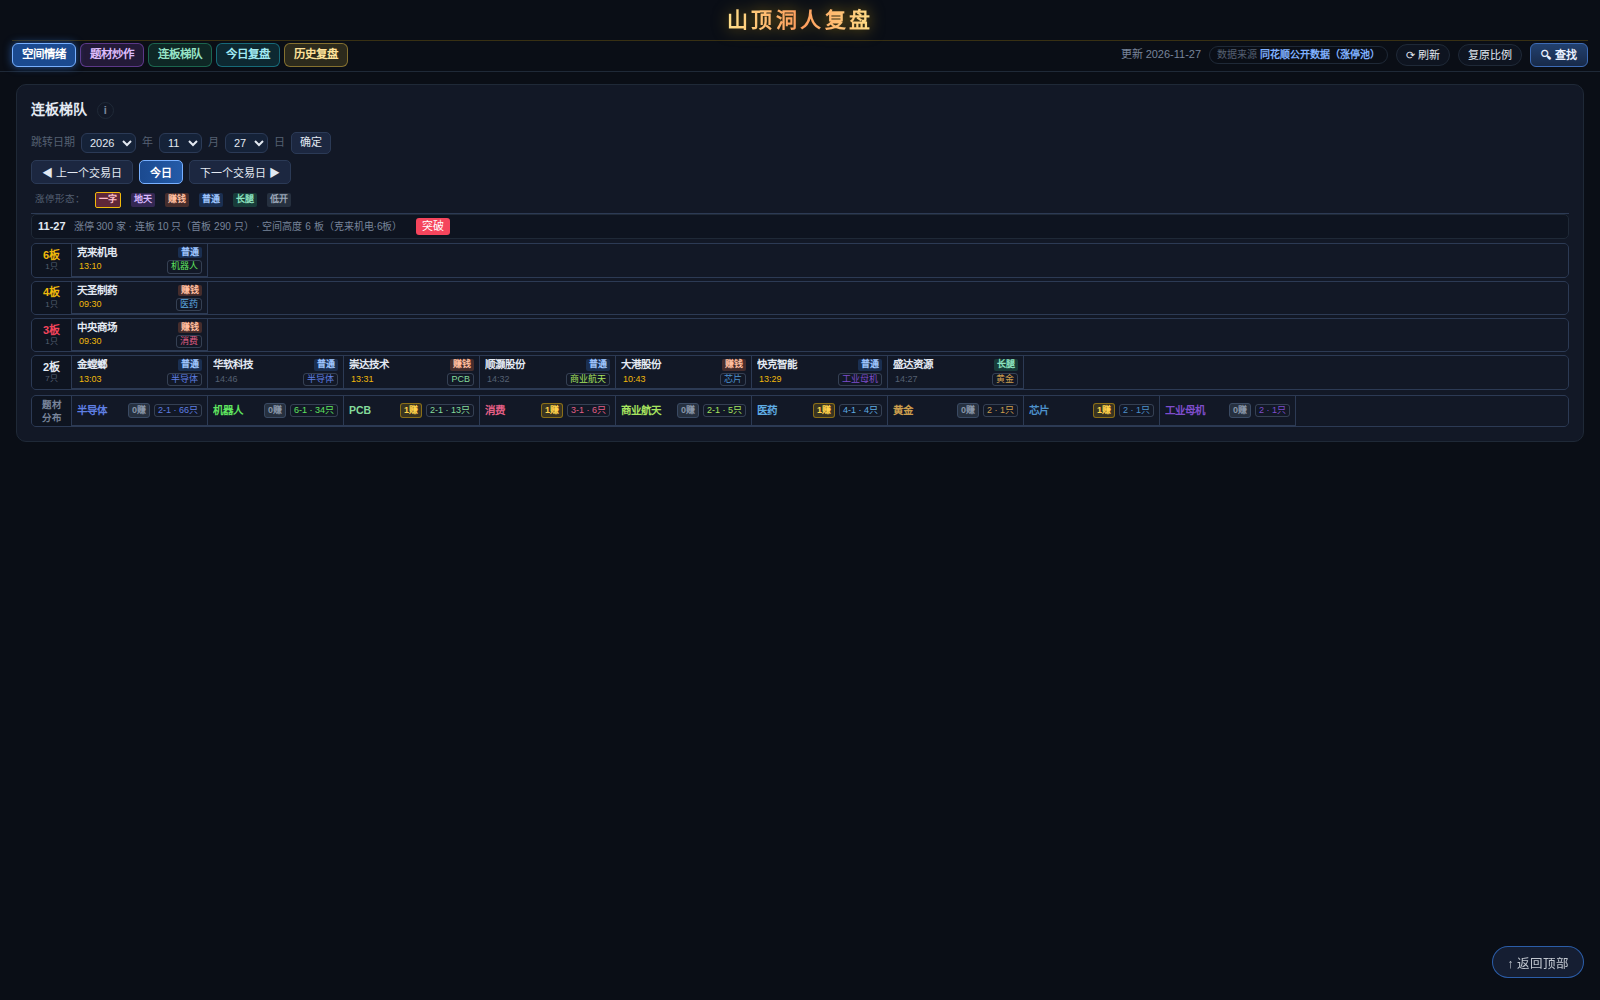 山顶洞人复盘
空间情绪 题材炒作 连板梯队 今日复盘 历史复盘 更新 2026-11-27 数据来源 同花顺公开数据（涨停池） ⟳ 刷新 复原比例 🔍 查找
连板梯队 i
跳转日期 2026 年 11 月 27 日 确定
◀ 上一个交易日 今日 下一个交易日 ▶
涨停形态： 一字 地天 赚钱 普通 长腿 低开
11-27 涨停 300 家 · 连板 10 只（首板 290 只） · 空间高度 6 板（克来机电·6板） 突破
6板 克来机电 普通
1只 13:10 机器人
4板 天圣制药 赚钱
1只 09:30 医药
3板 中央商场 赚钱
1只 09:30 消费
2板 金螳螂 普通 华软科技 普通 崇达技术 赚钱 顺灏股份 普通 大港股份 赚钱 快克智能 普通 盛达资源 长腿
7只 13:03 半导体 14:46 半导体 13:31 PCB 14:32 商业航天 10:43 芯片 13:29 工业母机 14:27 黄金
题材分布 半导体 0赚 2-1 · 66只 机器人 0赚 6-1 · 34只 PCB 1赚 2-1 · 13只 消费 1赚 3-1 · 6只 商业航天 0赚 2-1 · 5只 医药 1赚 4-1 · 4只 黄金 0赚 2 · 1只 芯片 1赚 2 · 1只 工业母机 0赚 2 · 1只
↑ 返回顶部